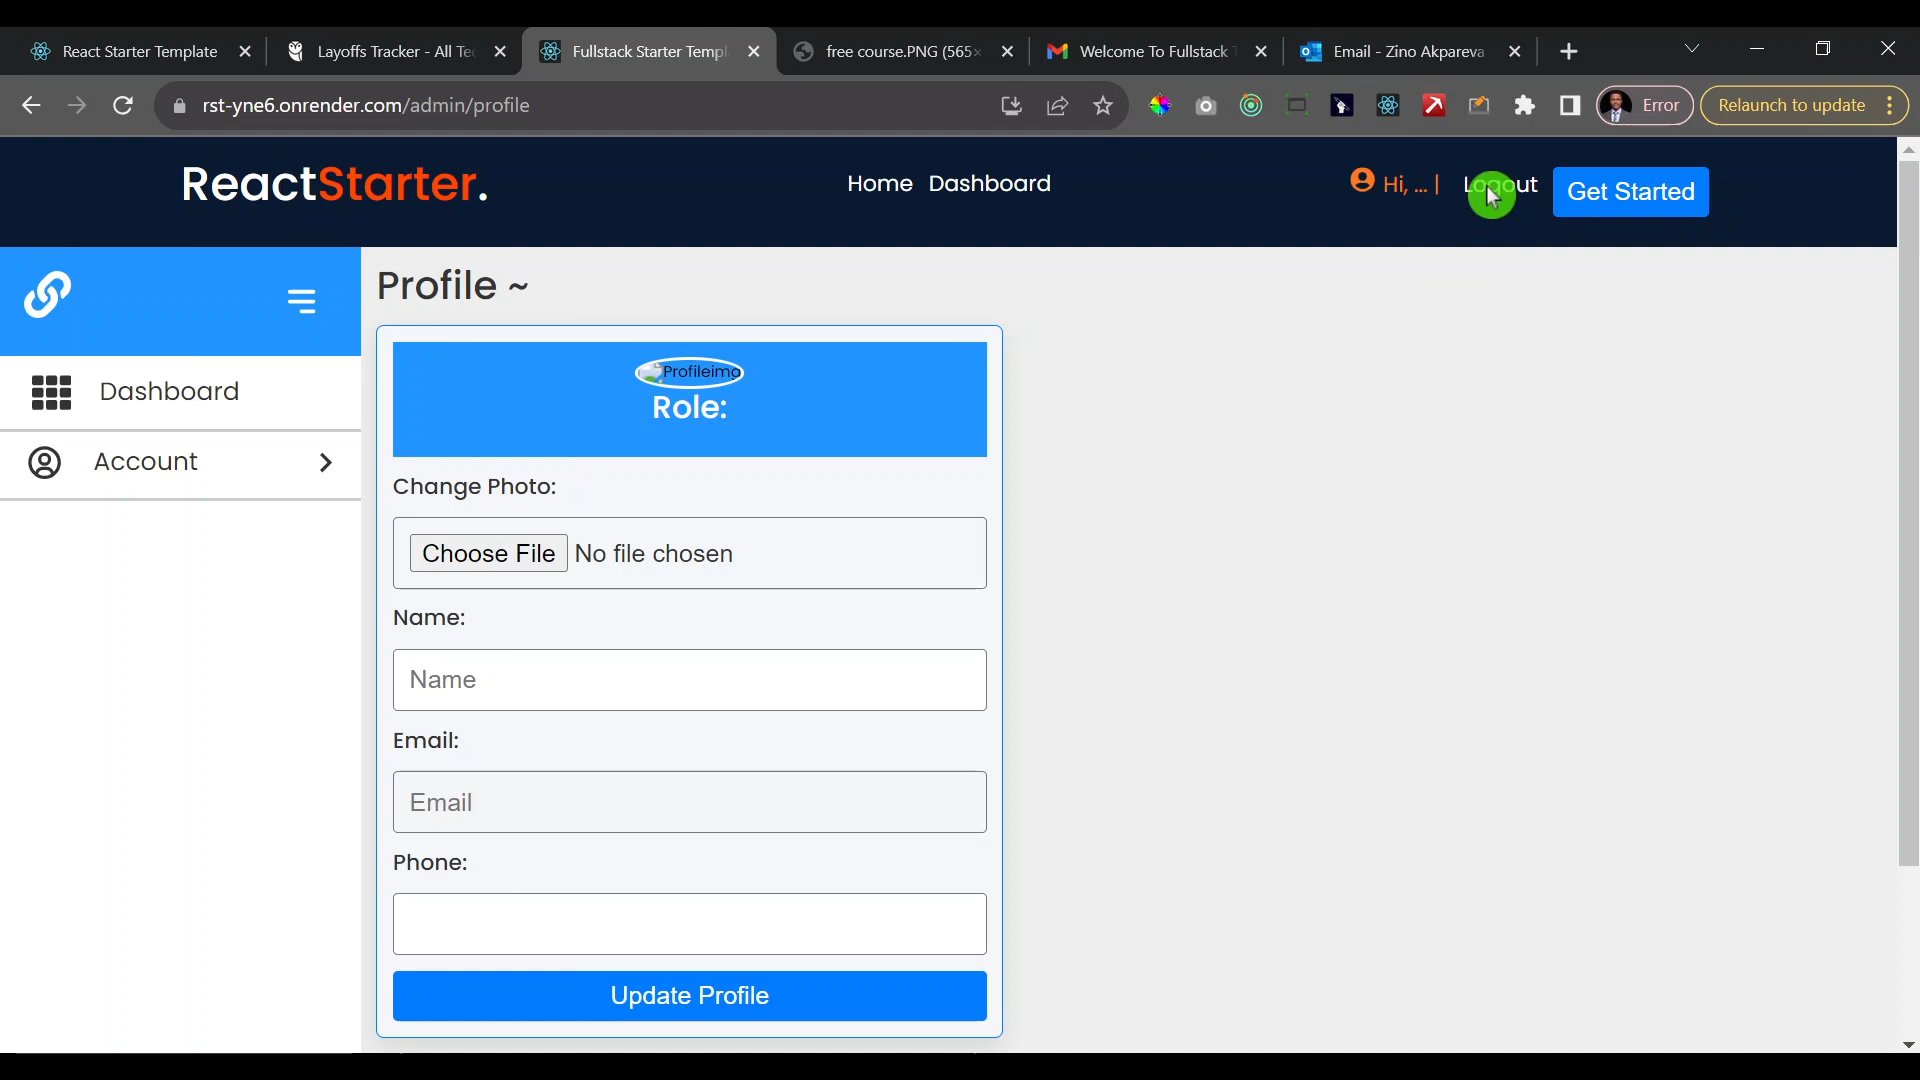 React Starter Template
Layoffs Tracker - All Te
Fullstack Starter Templ
free course.PNG (565×
Welcome To Fullstack T
Email - Zino Akpareva
rst-yne6.onrender.com/admin/profile
Error
Relaunch to update
ReactStarter.
Home Dashboard
Hi, ... |
Logout
Get Started
Profile ~
Dashboard
Account
Profileimg
Role:
Change Photo:
Choose File No file chosen
Name:
Name
Email:
Email
Phone:
Update Profile